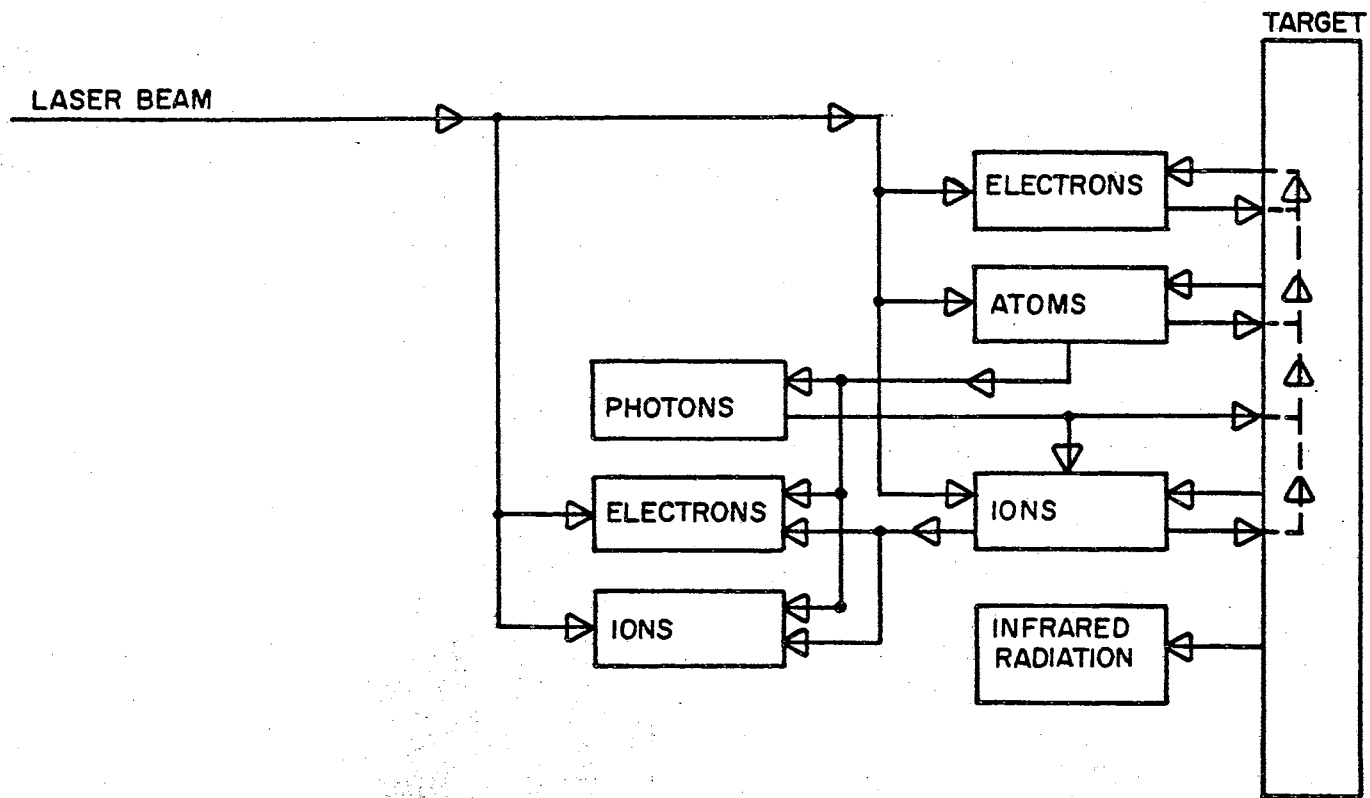 TARGET
LASER BEAM
ELECTRONS
ATOMS
PHOTONS
ELECTRONS
IONS
IONS
INFRARED
RADIATION